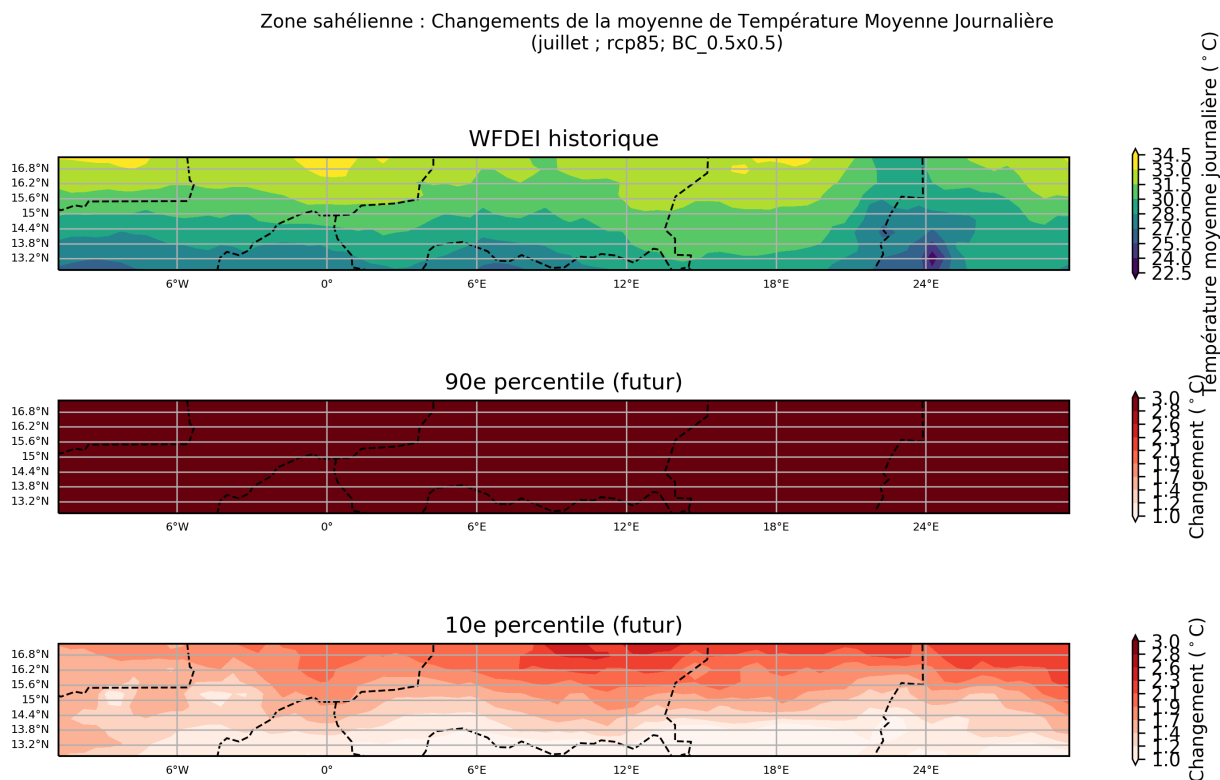 Zone sahélienne : Changements de la moyenne de Température Moyenne Journalière
(juillet ; rcp85; BC_0.5x0.5)
WFDEI historique
16.8°N
16.2°N
15.6°N
15°N
14.4°N
13.8°N
13.2°N
6°W
0°
6°E
12°E
18°E
24°E
34.5
33.0
31.5
30.0
28.5
27.0
25.5
24.0
22.5
Température moyenne journalière (°C)
90e percentile (futur)
16.8°N
16.2°N
15.6°N
15°N
14.4°N
13.8°N
13.2°N
6°W
0°
6°E
12°E
18°E
24°E
3.0
2.8
2.6
2.3
2.1
1.9
1.7
1.4
1.2
1.0
Changement (°C)
10e percentile (futur)
16.8°N
16.2°N
15.6°N
15°N
14.4°N
13.8°N
13.2°N
6°W
0°
6°E
12°E
18°E
24°E
3.0
2.8
2.6
2.3
2.1
1.9
1.7
1.4
1.2
1.0
Changement (°C)